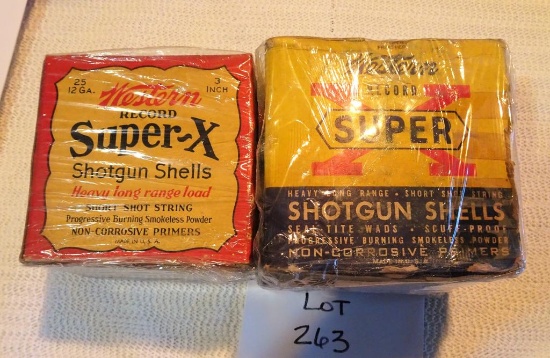 25
12 GA.
3
INCH
Western
RECORD
Super-X
Shotgun Shells
Heavy long range load
SHORT SHOT STRING
Progressive Burning Smokeless Powder
NON-CORROSIVE PRIMERS
MADE IN U.S.A.
Western
RECORD
X
SUPER
HEAVY LONG RANGE • SHORT SHOT STRING
SHOTGUN SHELLS
SEAL-TITE WADS • SCUFF-PROOF
PROGRESSIVE BURNING SMOKELESS POWDER
NON-CORROSIVE PRIMERS
MADE IN U.S.A.
LOT
263